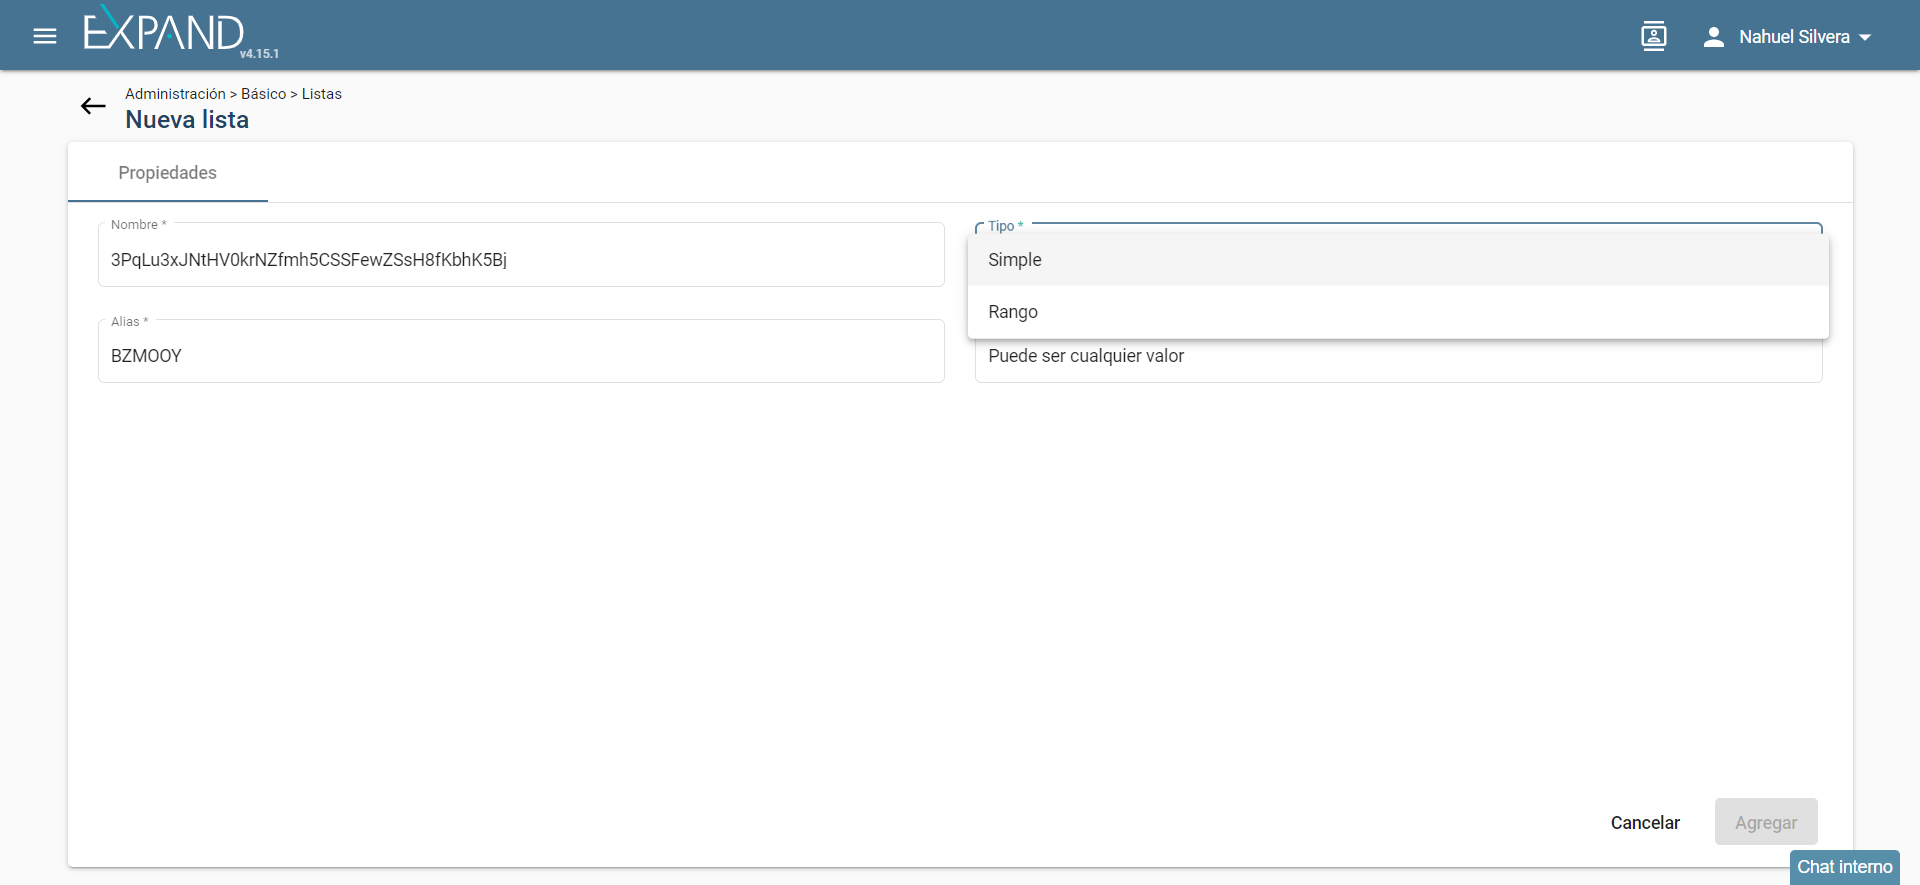 EXPAND
v4.15.1
Nahuel Silvera
Administración > Básico > Listas
Nueva lista
Propiedades
Nombre *
3PqLu3xJNtHV0krNZfmh5CSSFewZSsH8fKbhK5Bj
Tipo *
Simple
Rango
Alias *
BZMOOY
Puede ser cualquier valor
Cancelar
Agregar
Chat interno